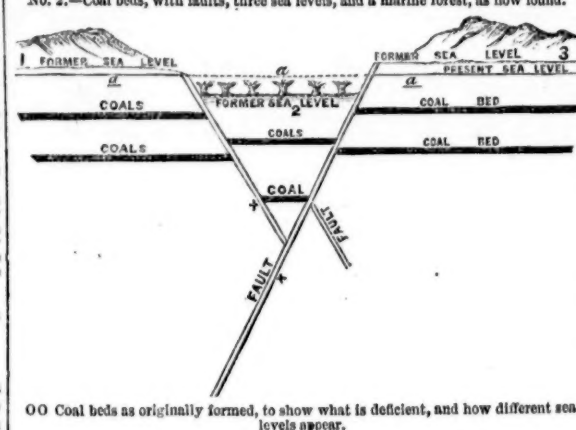 No. 2.—Coal beds, with faults, three sea levels, and a marine forest, as now found.
1 FORMER SEA LEVEL
a
FORMER SEA LEVEL 3
PRESENT SEA LEVEL
a
a
FORMER SEA LEVEL
2
COALS
COAL BED
COALS
COALS
COAL BED
COAL
x
FAULT
FAULT
x
OO Coal beds as originally formed, to show what is deficient, and how different sea
levels appear.